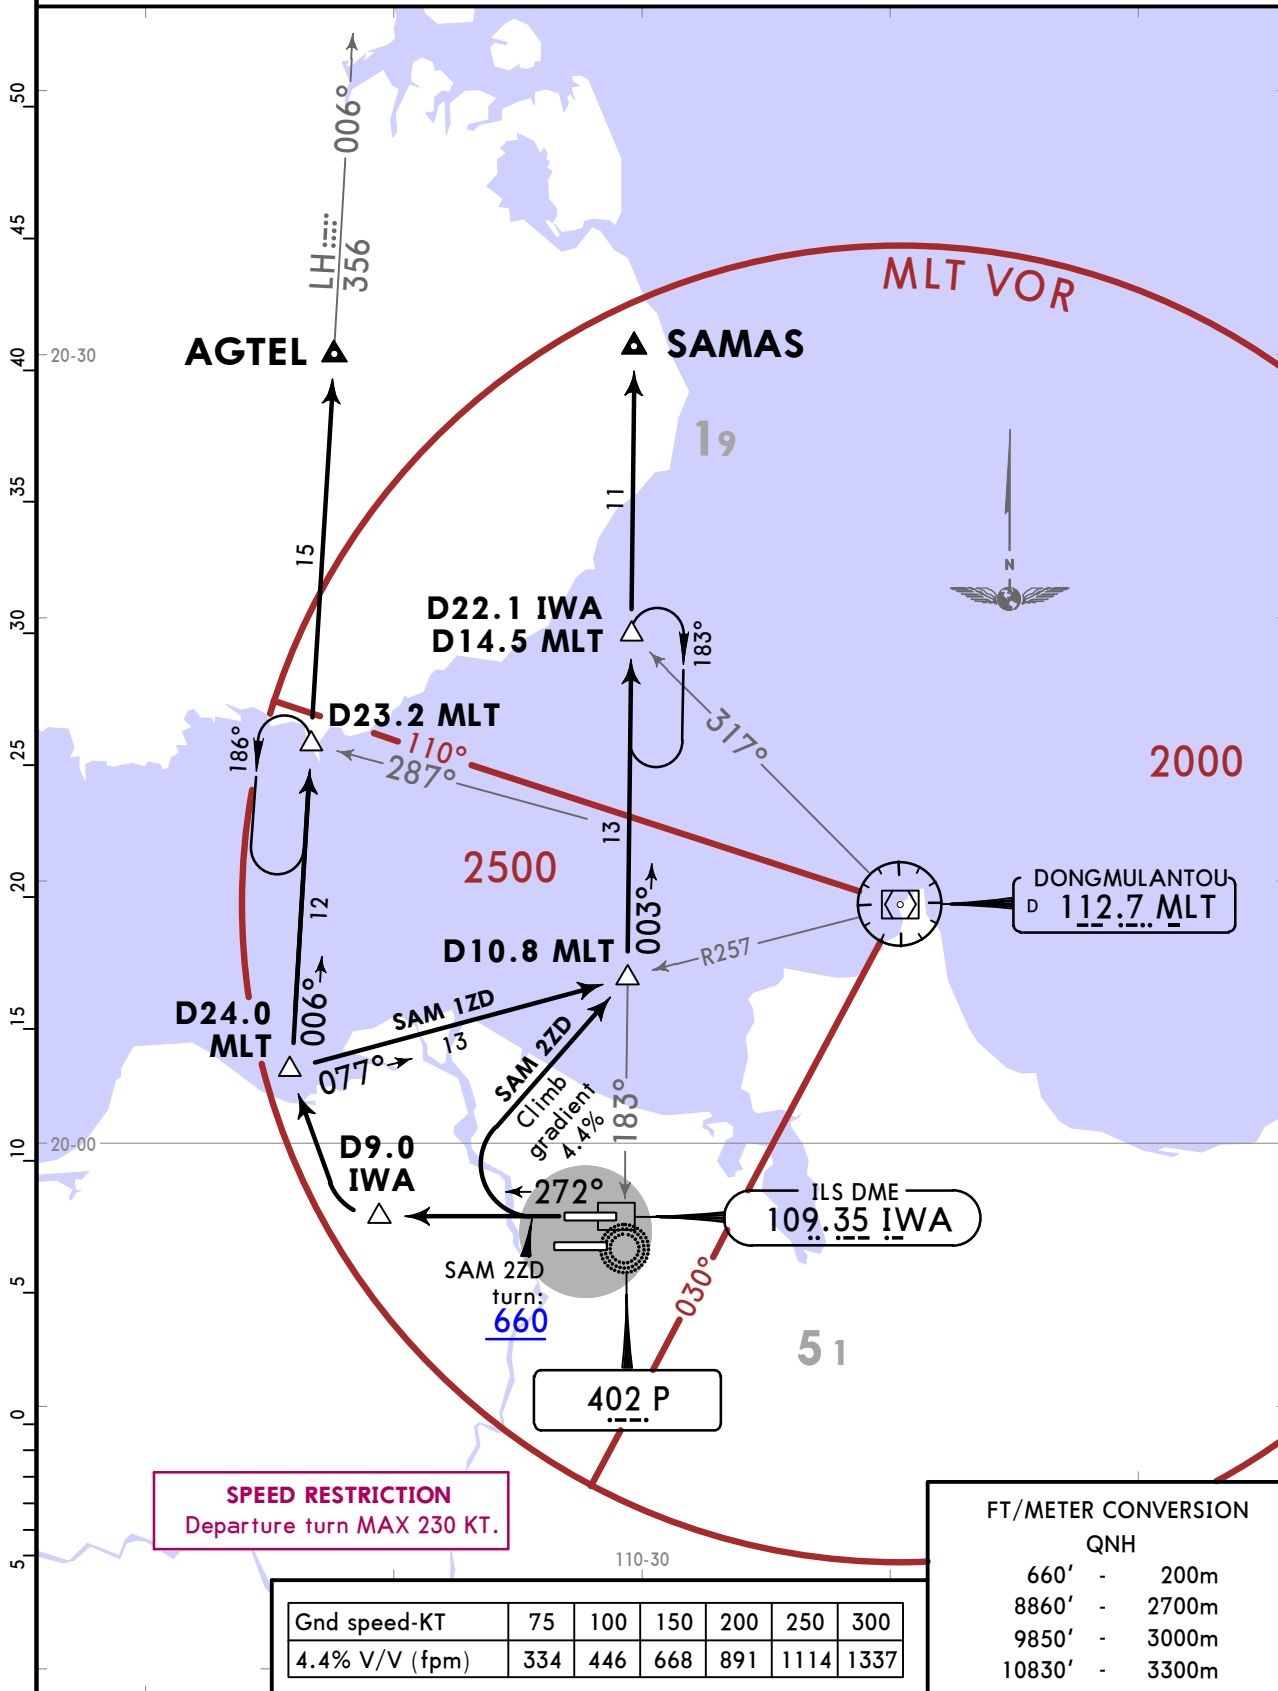 50
006°
45
LH
356
MLT VOR
40
20-30
AGTEL
SAMAS
19
35
11
15
N
30
D22.1 IWA
D14.5 MLT
183°
D23.2 MLT
186°
317°
110°
287°
2000
25
13
2500
20
DONGMULANTOU
D 112.7 MLT
12
003°
R257
D10.8 MLT
006°
D24.0
MLT
15
SAM 1ZD
13
077°
SAM 2ZD
Climb
gradient
4.4%
183°
10
20-00
D9.0
IWA
272°
ILS DME
109.35 IWA
SAM 2ZD
turn:
660
5
030°
51
402 P
0
SPEED RESTRICTION
Departure turn MAX 230 KT.
5
110-30
FT/METER CONVERSION
QNH
660' - 200m
8860' - 2700m
9850' - 3000m
10830' - 3300m
Gnd speed-KT 75 100 150 200 250 300
4.4% V/V (fpm) 334 446 668 891 1114 1337